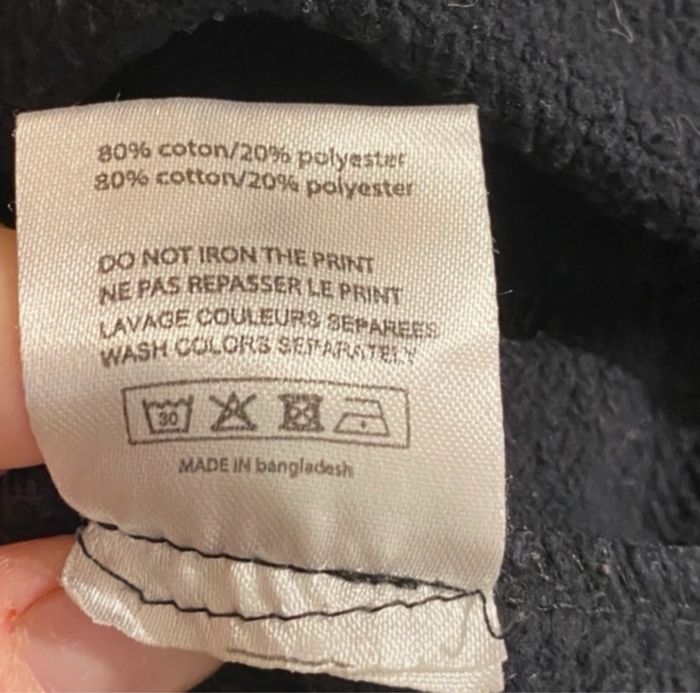 80% coton/20% polyester
80% cotton/20% polyester
DO NOT IRON THE PRINT
NE PAS REPASSER LE PRINT
LAVAGE COULEURS SEPAREES
WASH COLORS SEPARATELY
30
MADE IN bangladesh